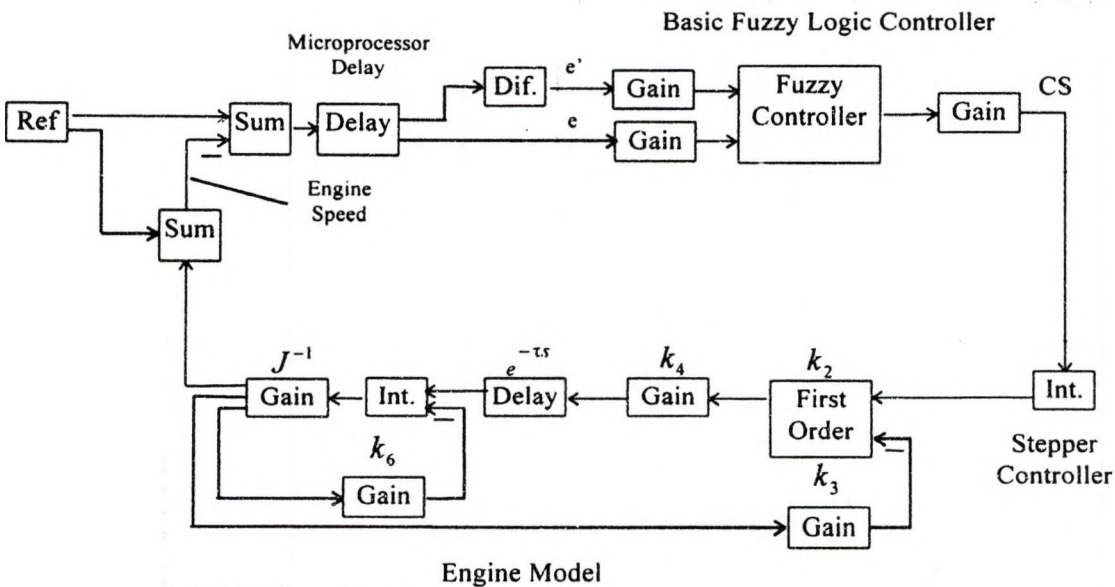 Basic Fuzzy Logic Controller
Microprocessor
Delay
Ref
Sum
Delay
Dif.
e'
e
Gain
Gain
Fuzzy
Controller
Gain
CS
−
Engine
Speed
Sum
J⁻¹
Gain
Int.
−
e^{−τs}
Delay
k₄
Gain
k₂
First
Order
−
Int.
Stepper
Controller
k₆
Gain
k₃
Gain
Engine Model